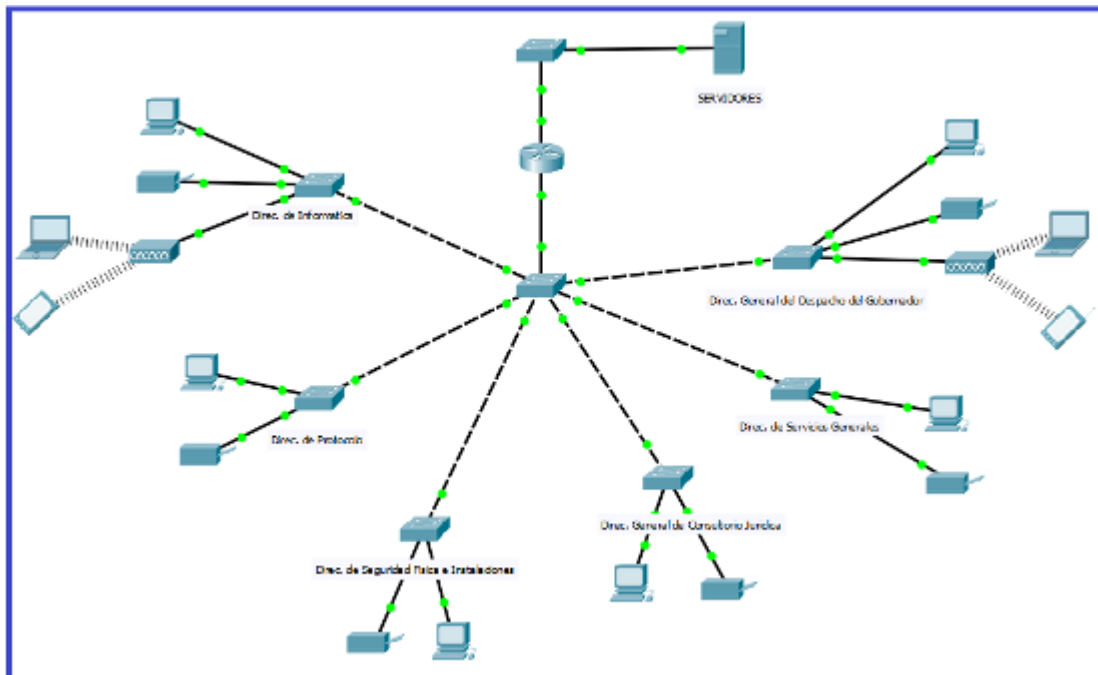 SERVIDORES
Direc. de Informatica
Direc. General del Despacho del Gobernador
Direc. de Protocolo
Direc. de Servicios Generales
Direc. General de Consultorio Juridica
Direc. de Seguridad Fisica e Instalaciones